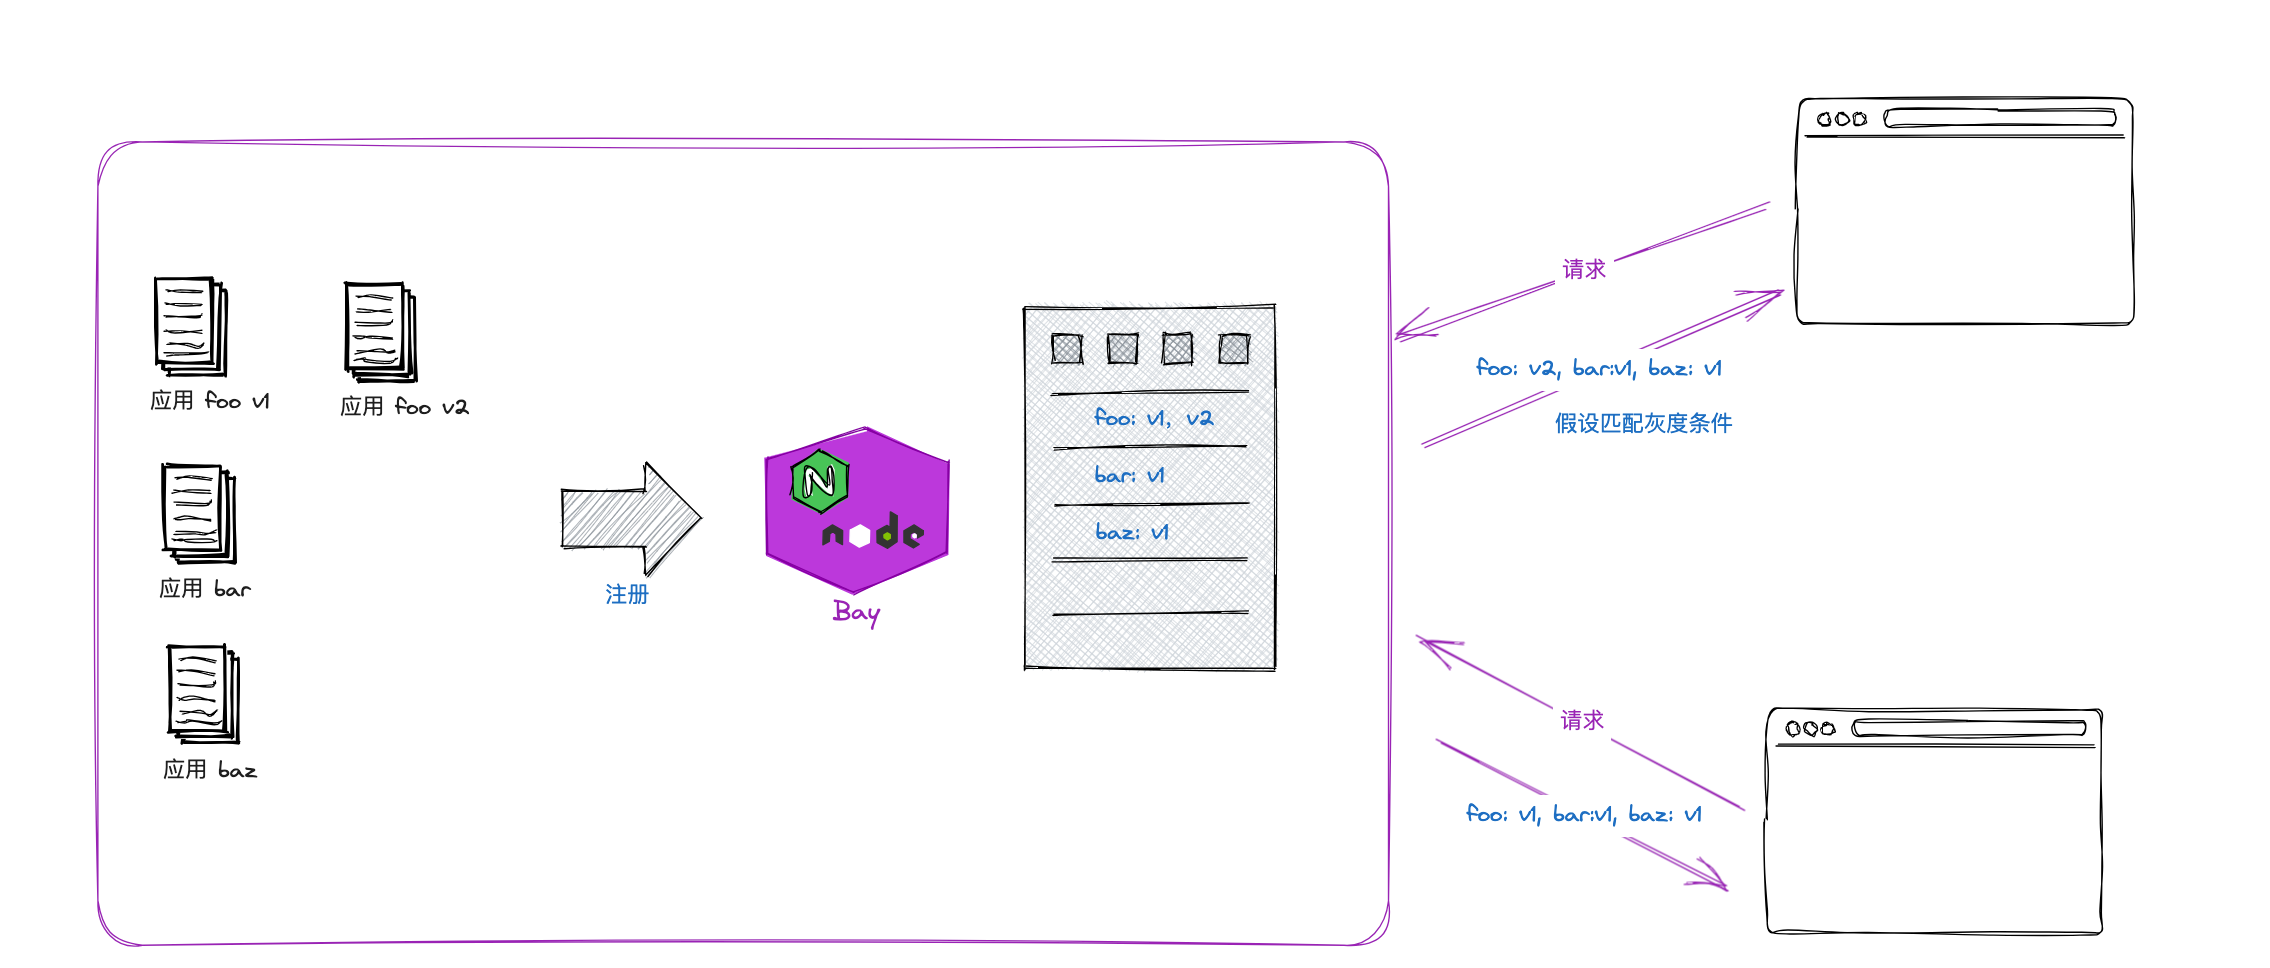 应用 foo v1
应用 foo v2
应用 bar
应用 baz
注册
N
node
Bay
foo: v1, v2
bar: v1
baz: v1
请求
foo: v2, bar:v1, baz: v1
假设匹配灰度条件
请求
foo: v1, bar:v1, baz: v1